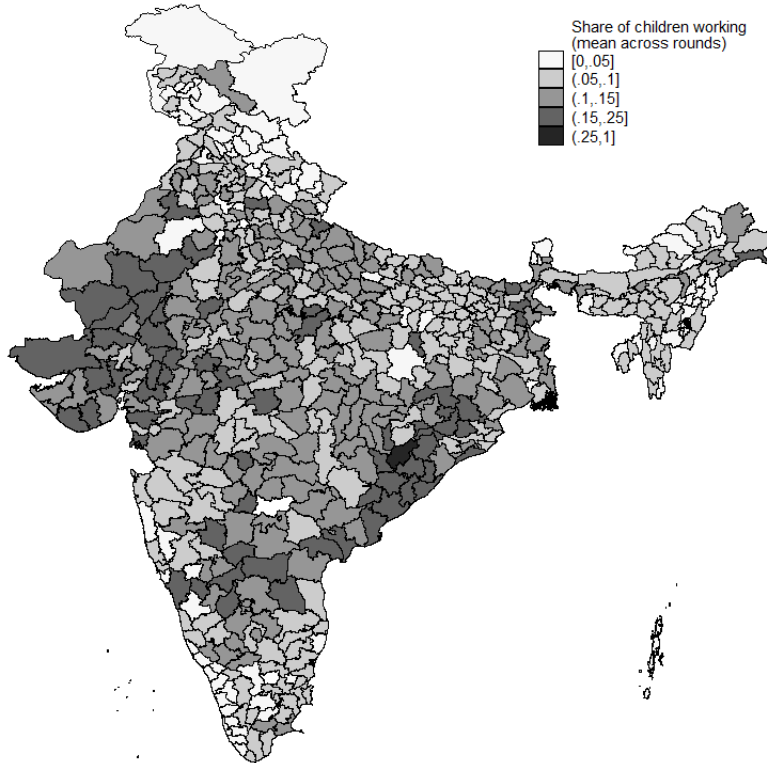 Share of children working
(mean across rounds)
[0,.05]
(.05,.1]
(.1,.15]
(.15,.25]
(.25,1]